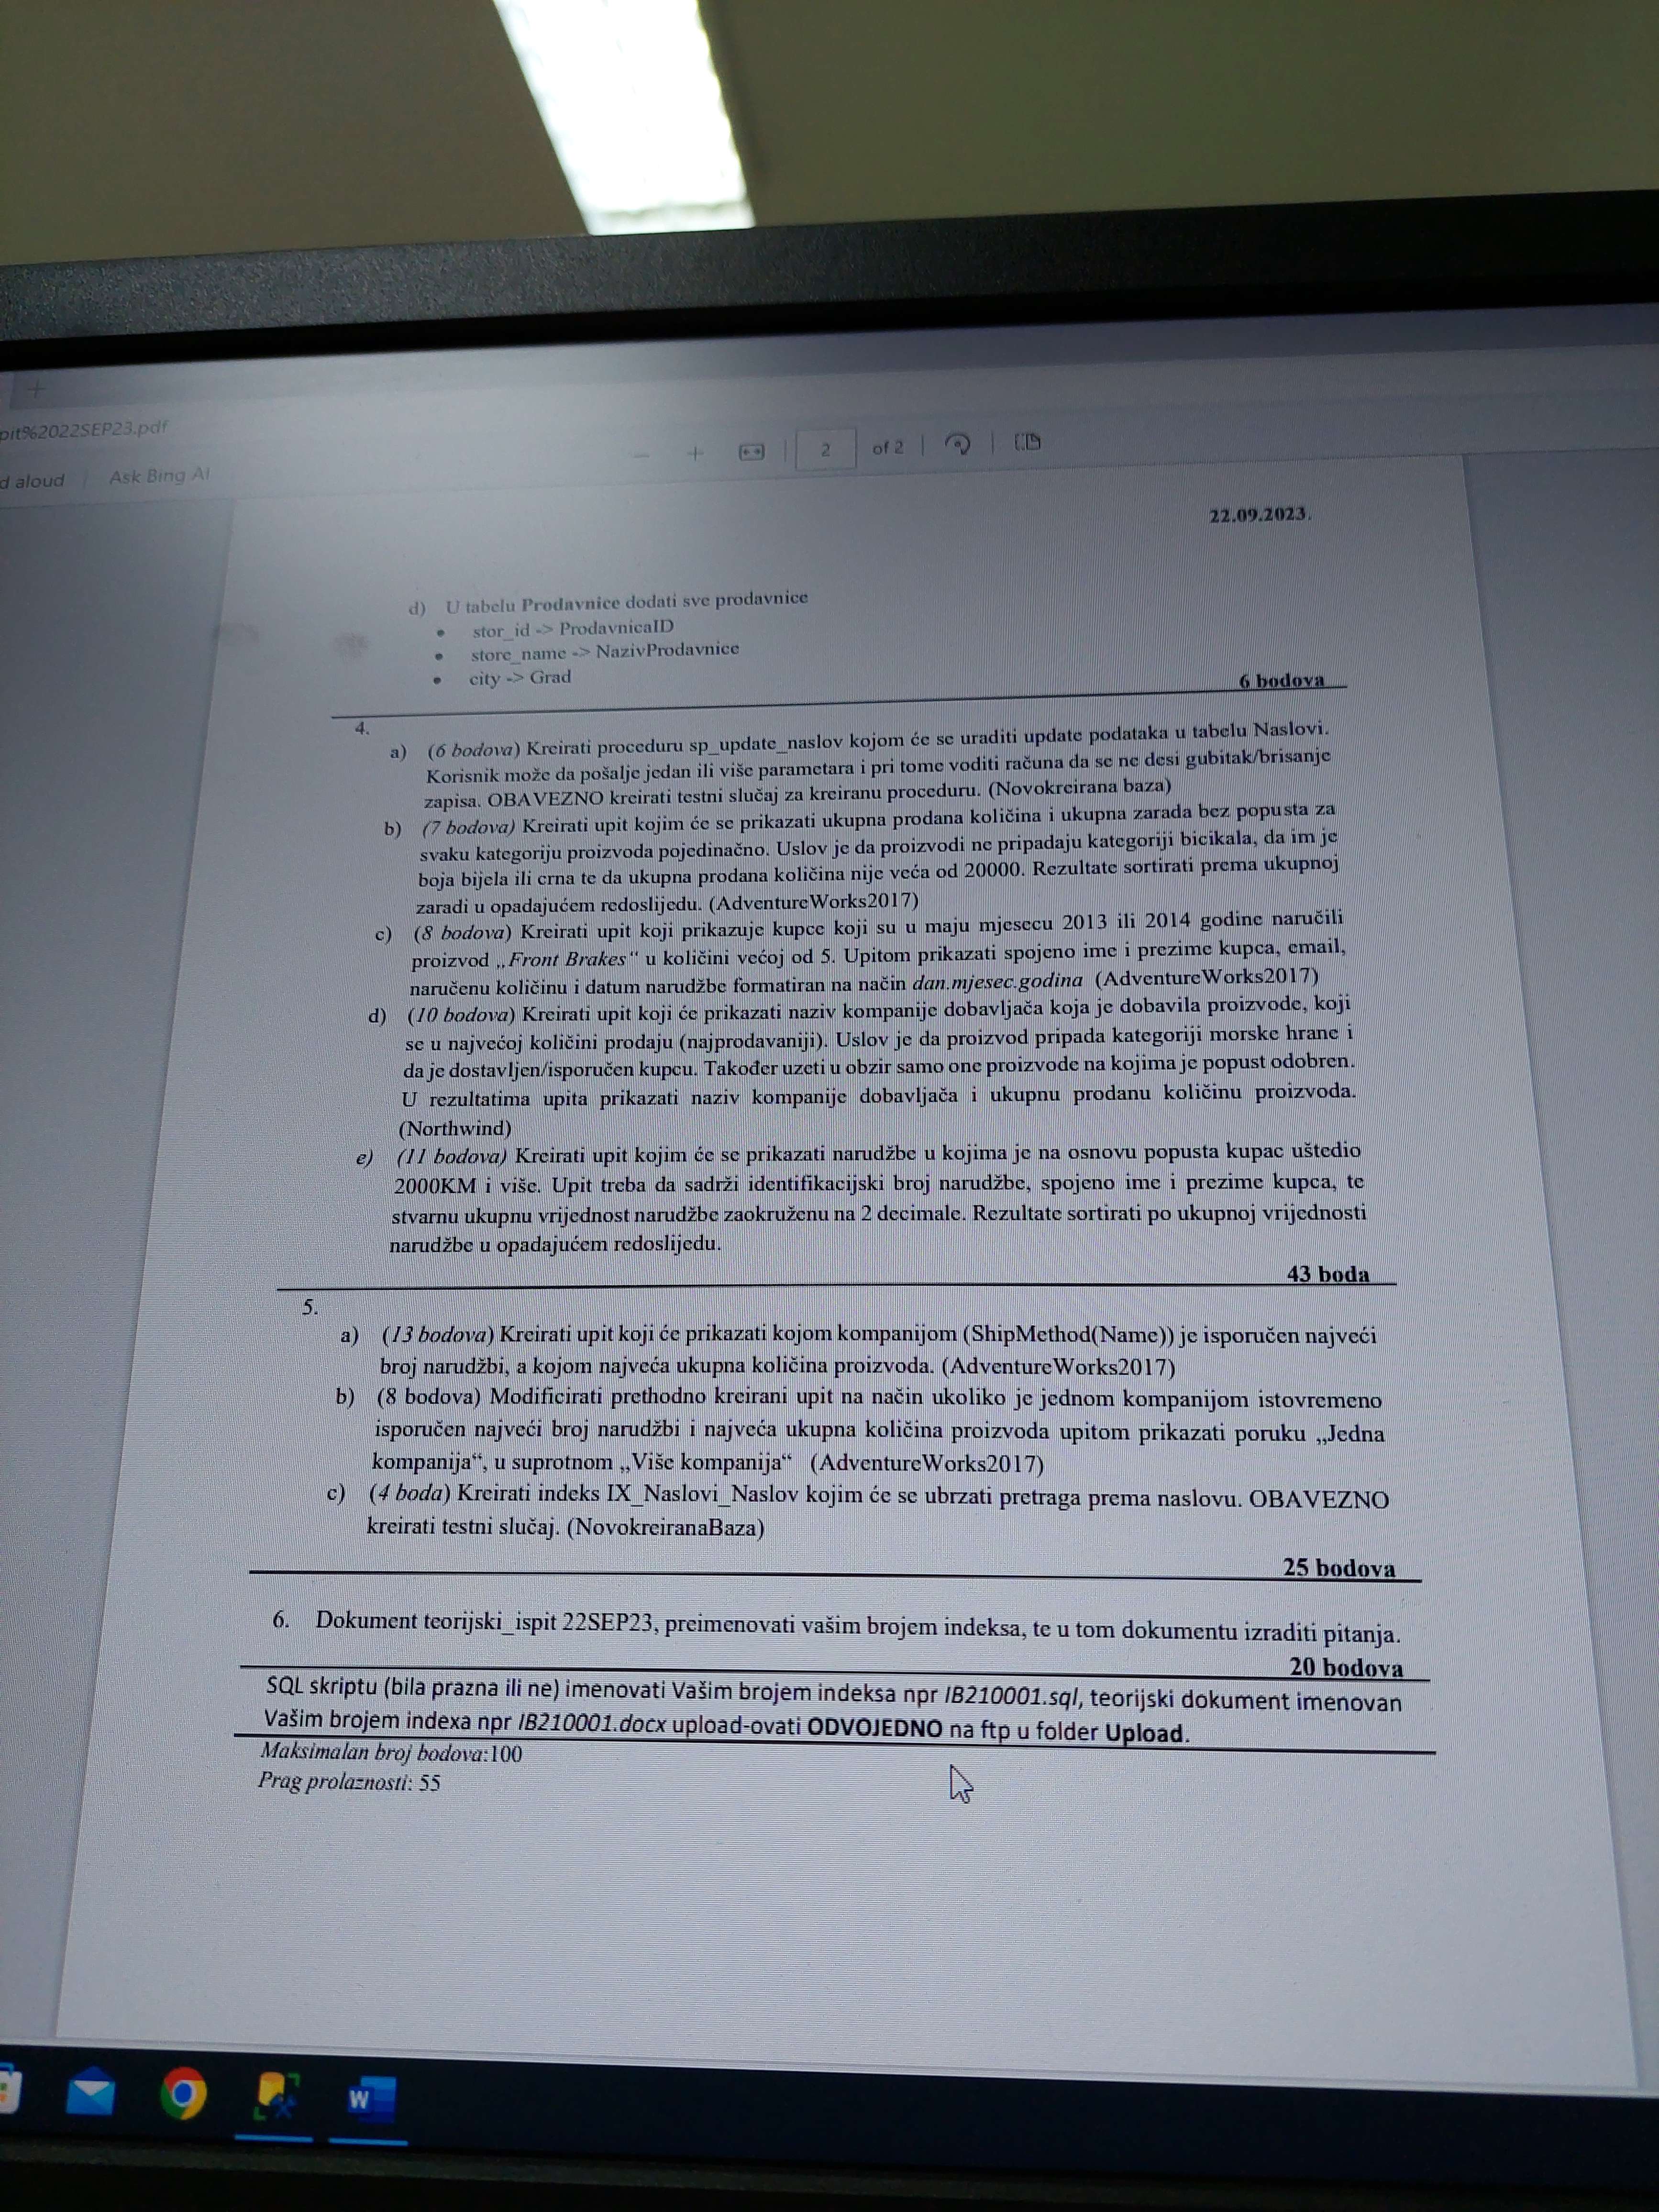 pit%2022SEP23.pdf
2 of 2
d aloud Ask Bing AI
22.09.2023.
d) U tabelu Prodavnice dodati sve prodavnice
• stor_id -> ProdavnicaID
• store_name -> NazivProdavnice
• city -> Grad
6 bodova
4.
a) (6 bodova) Kreirati proceduru sp_update_naslov kojom će se uraditi update podataka u tabelu Naslovi.
Korisnik može da pošalje jedan ili više parametara i pri tome voditi računa da se ne desi gubitak/brisanje
zapisa. OBAVEZNO kreirati testni slučaj za kreiranu proceduru. (Novokreirana baza)
b) (7 bodova) Kreirati upit kojim će se prikazati ukupna prodana količina i ukupna zarada bez popusta za
svaku kategoriju proizvoda pojedinačno. Uslov je da proizvodi ne pripadaju kategoriji bicikala, da im je
boja bijela ili crna te da ukupna prodana količina nije veća od 20000. Rezultate sortirati prema ukupnoj
zaradi u opadajućem redoslijedu. (AdventureWorks2017)
c) (8 bodova) Kreirati upit koji prikazuje kupce koji su u maju mjesecu 2013 ili 2014 godine naručili
proizvod „Front Brakes“ u količini većoj od 5. Upitom prikazati spojeno ime i prezime kupca, email,
naručenu količinu i datum narudžbe formatiran na način dan.mjesec.godina (AdventureWorks2017)
d) (10 bodova) Kreirati upit koji će prikazati naziv kompanije dobavljača koja je dobavila proizvode, koji
se u najvećoj količini prodaju (najprodavaniji). Uslov je da proizvod pripada kategoriji morske hrane i
da je dostavljen/isporučen kupcu. Također uzeti u obzir samo one proizvode na kojima je popust odobren.
U rezultatima upita prikazati naziv kompanije dobavljača i ukupnu prodanu količinu proizvoda.
(Northwind)
e) (11 bodova) Kreirati upit kojim će se prikazati narudžbe u kojima je na osnovu popusta kupac uštedio
2000KM i više. Upit treba da sadrži identifikacijski broj narudžbe, spojeno ime i prezime kupca, te
stvarnu ukupnu vrijednost narudžbe zaokruženu na 2 decimale. Rezultate sortirati po ukupnoj vrijednosti
narudžbe u opadajućem redoslijedu.
43 boda
5.
a) (13 bodova) Kreirati upit koji će prikazati kojom kompanijom (ShipMethod(Name)) je isporučen najveći
broj narudžbi, a kojom najveća ukupna količina proizvoda. (AdventureWorks2017)
b) (8 bodova) Modificirati prethodno kreirani upit na način ukoliko je jednom kompanijom istovremeno
isporučen najveći broj narudžbi i najveća ukupna količina proizvoda upitom prikazati poruku „Jedna
kompanija“, u suprotnom „Više kompanija“ (AdventureWorks2017)
c) (4 boda) Kreirati indeks IX_Naslovi_Naslov kojim će se ubrzati pretraga prema naslovu. OBAVEZNO
kreirati testni slučaj. (NovokreiranaBaza)
25 bodova
6. Dokument teorijski_ispit 22SEP23, preimenovati vašim brojem indeksa, te u tom dokumentu izraditi pitanja.
20 bodova
SQL skriptu (bila prazna ili ne) imenovati Vašim brojem indeksa npr IB210001.sql, teorijski dokument imenovan
Vašim brojem indexa npr IB210001.docx upload-ovati ODVOJEDNO na ftp u folder Upload.
Maksimalan broj bodova:100
Prag prolaznosti: 55
W